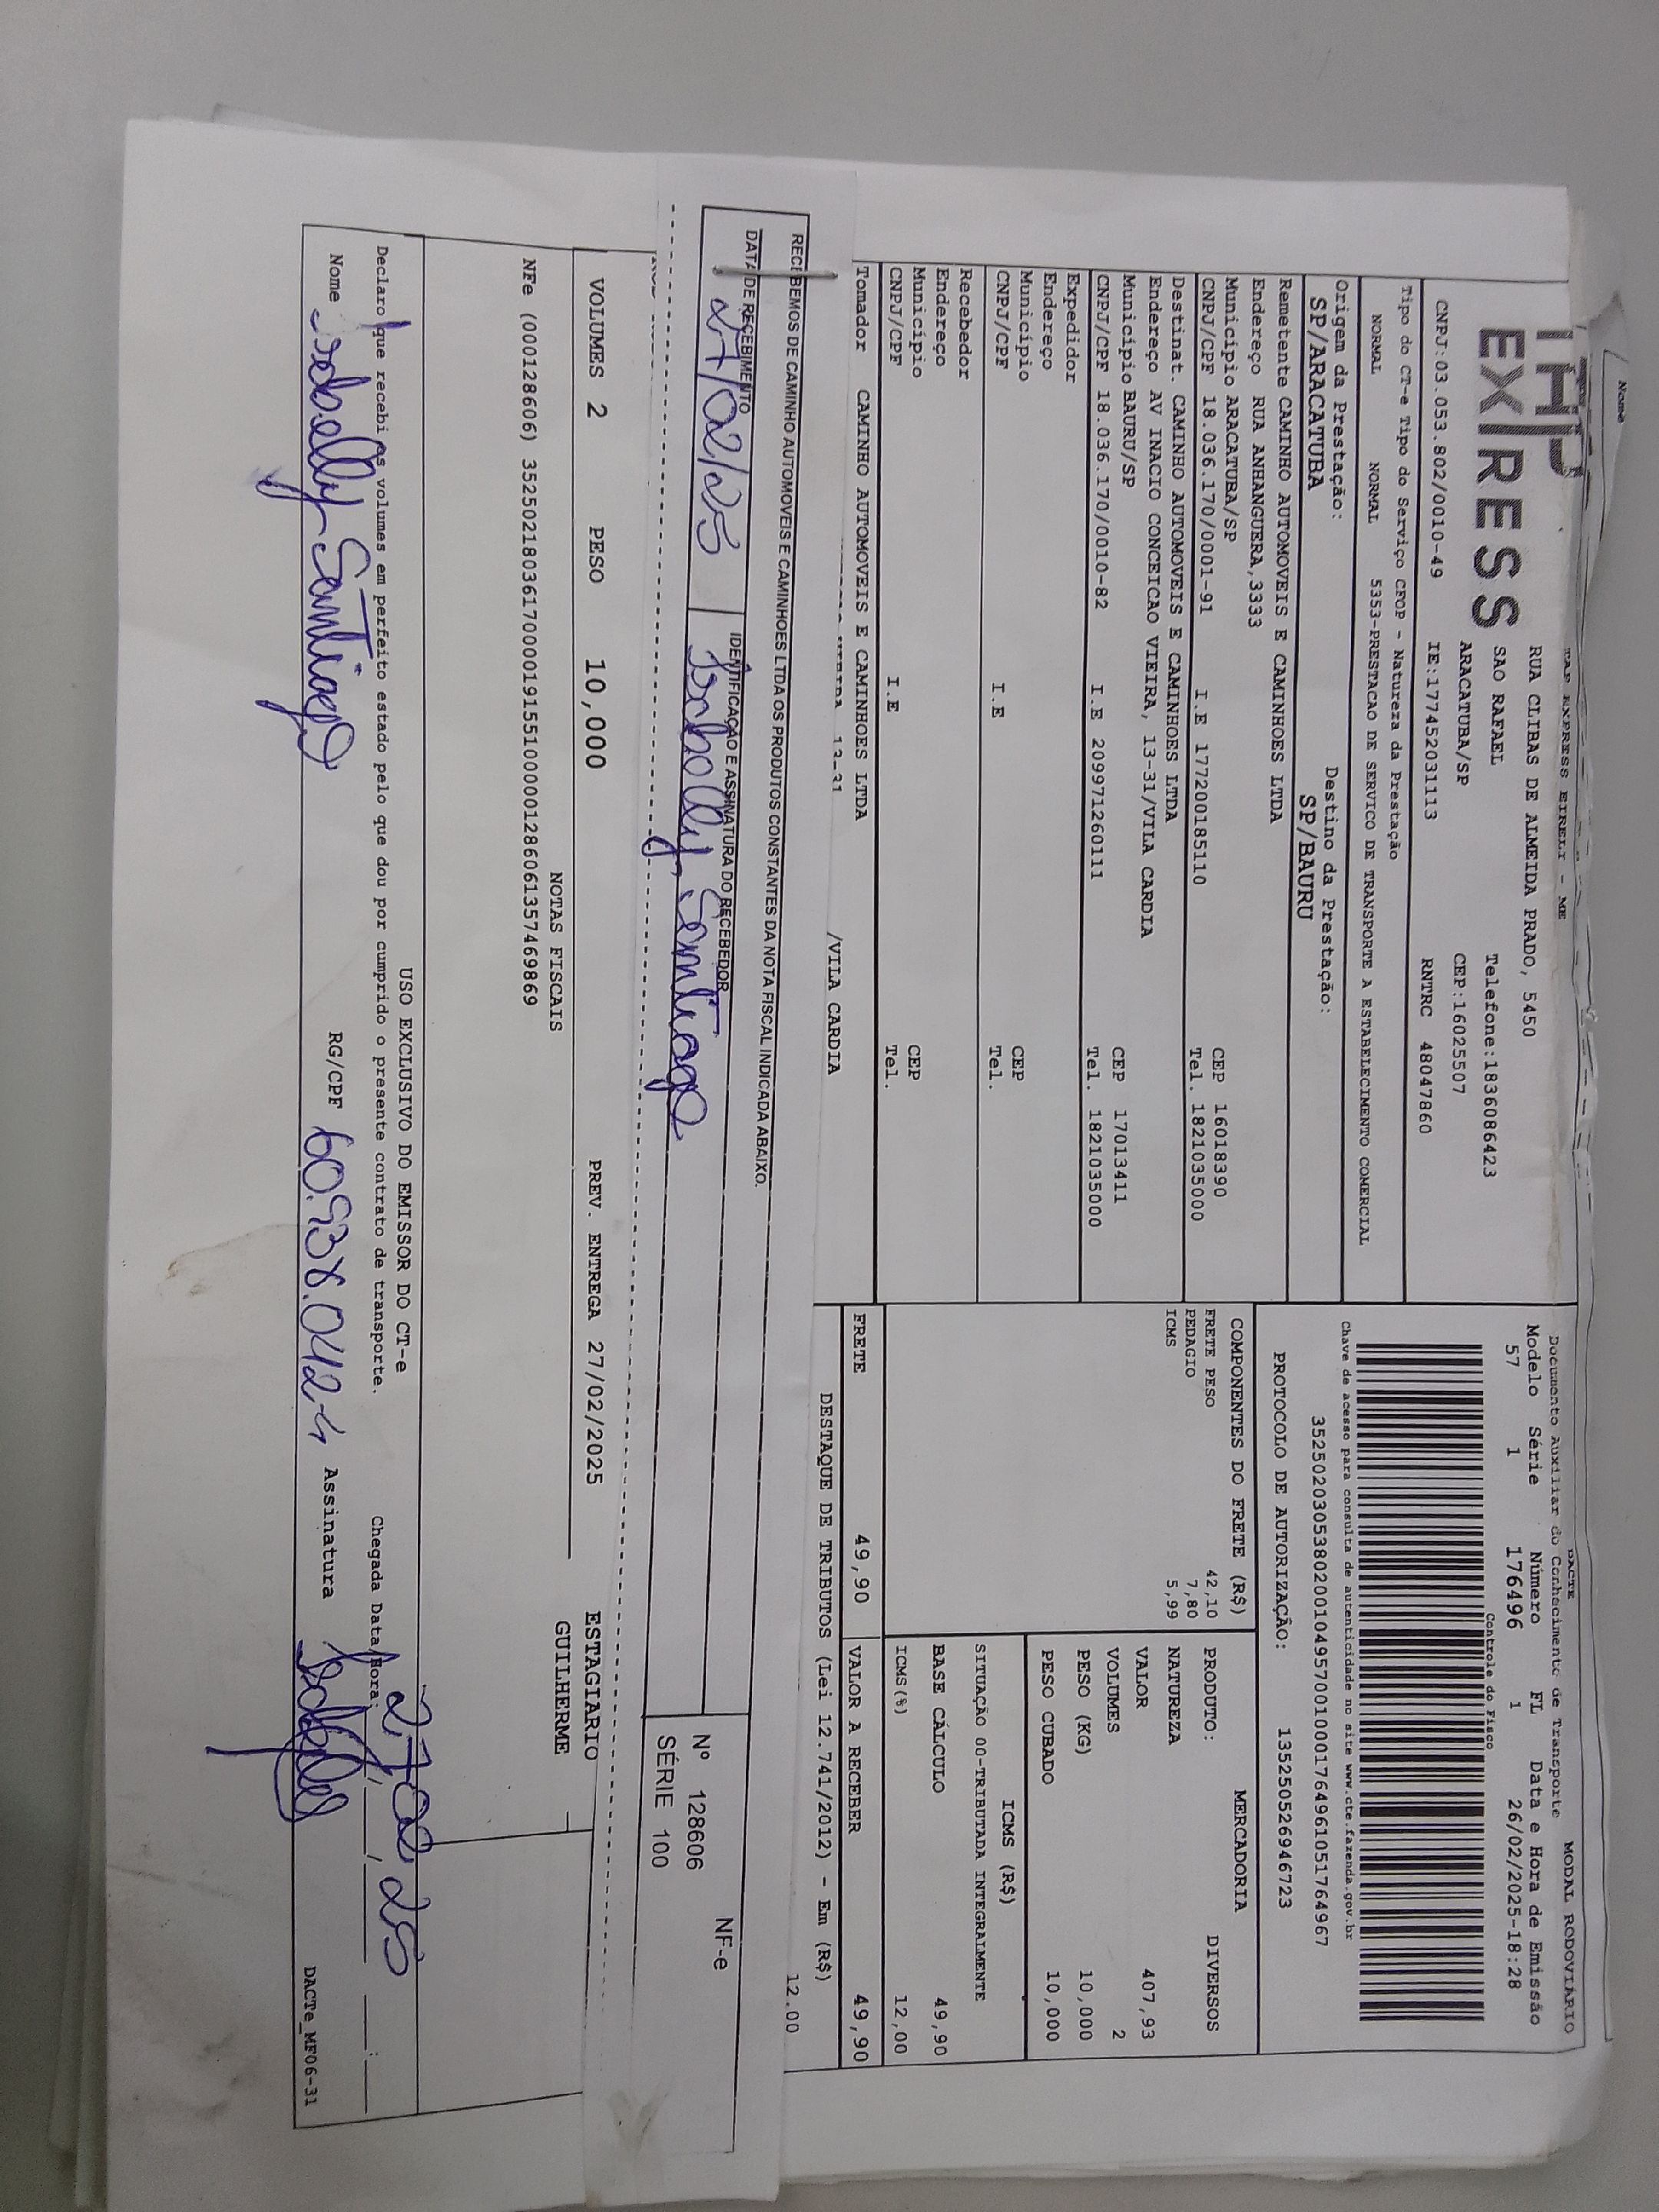 Nome
TAP EXPRESS EIRELI - ME
RUA CLIBAS DE ALMEIDA PRADO, 5450
SAO RAFAEL Telefone:1836086423
ARACATUBA/SP CEP:16025507
CNPJ:03.053.802/0010-49 IE:177452031113 RNTRC 48047860
EXPRESS
DACTE
Documento Auxiliar do Conhecimento de Transporte
MODAL RODOVIÁRIO
Modelo Série Número FL Data e Hora de Emissão
57 1 176496 1 26/02/2025-18:28
Controle do Fisco
Chave de acesso para consulta de autenticidade no site www.cte.fazenda.gov.br
35250203053802001049570010001764961051764967
PROTOCOLO DE AUTORIZAÇÃO: 135250526946723
Tipo do CT-e Tipo do Serviço CFOP - Natureza da Prestação
NORMAL NORMAL 5353-PRESTACAO DE SERVICO DE TRANSPORTE A ESTABELECIMENTO COMERCIAL
Origem da Prestação: Destino da Prestação:
SP/ARACATUBA SP/BAURU
Remetente CAMINHO AUTOMOVEIS E CAMINHOES LTDA
Endereço RUA ANHANGUERA,3333
Município ARACATUBA/SP CEP 16018390
CNPJ/CPF 18.036.170/0001-91 I.E 177200185110 Tel. 1821035000
Destinat. CAMINHO AUTOMOVEIS E CAMINHOES LTDA
Endereço AV INACIO CONCEICAO VIEIRA, 13-31/VILA CARDIA
Município BAURU/SP CEP 17013411
CNPJ/CPF 18.036.170/0010-82 I.E 209971260111 Tel. 1821035000
Expedidor
Endereço
Município CEP
CNPJ/CPF I.E Tel.
Recebedor
Endereço
Município CEP
CNPJ/CPF I.E Tel.
Tomador CAMINHO AUTOMOVEIS E CAMINHOES LTDA
13-31 /VILA CARDIA
COMPONENTES DO FRETE (R$)
FRETE PESO 42,10
PEDAGIO 7,80
ICMS 5,99
MERCADORIA
PRODUTO: DIVERSOS
NATUREZA
VALOR 407,93
VOLUMES 2
PESO (KG) 10,000
PESO CUBADO 10,000
ICMS (R$)
SITUAÇÃO 00-TRIBUTADA INTEGRALMENTE
BASE CÁLCULO 49,90
ICMS(%) 12,00
FRETE 49,90 VALOR A RECEBER 49,90
DESTAQUE DE TRIBUTOS (Lei 12.741/2012) - Em (R$)
12.00
RECEBEMOS DE CAMINHO AUTOMOVEIS E CAMINHOES LTDA OS PRODUTOS CONSTANTES DA NOTA FISCAL INDICADA ABAIXO.
DATA DE RECEBIMENTO IDENTIFICAÇÃO E ASSINATURA DO RECEBEDOR
27/02/25 Isabelly Santiago
NF-e
Nº 128606
SÉRIE 100
VOLUMES 2 PESO 10,000 PREV. ENTREGA 27/02/2025 ESTAGIARIO
GUILHERME
NOTAS FISCAIS
NFe (000128606) 35250218036170000191551000001286061357469869
USO EXCLUSIVO DO EMISSOR DO CT-e
Declaro que recebi os volumes em perfeito estado pelo que dou por cumprido o presente contrato de transporte.
Chegada Data/Hora:
27 02 25
Nome Isabelly Santiago RG/CPF 60.938.042-4 Assinatura
DACTe_MF06-31